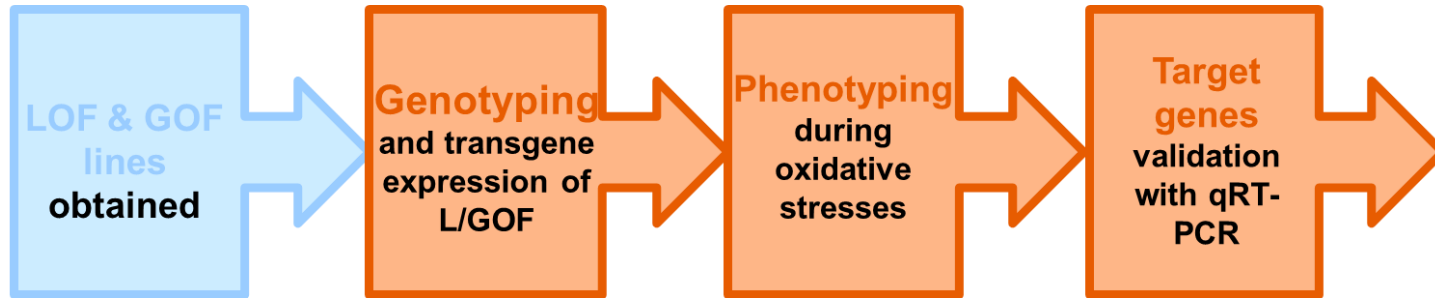 LOF & GOF
lines
obtained
Genotyping
and transgene
expression of
L/GOF
Phenotyping
during
oxidative
stresses
Target
genes
validation
with qRT-
PCR